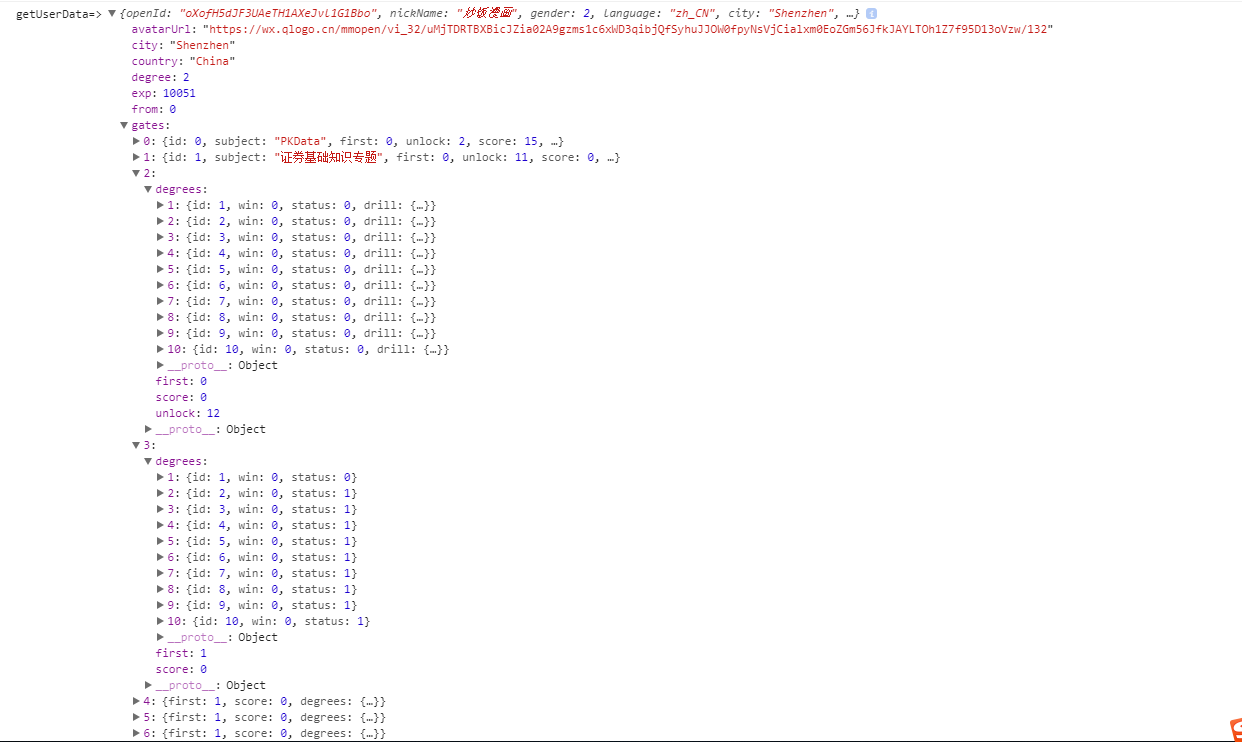 getUserData=> ▼{openId: "oXofH5dJF3UAeTH1AXeJvl1G1Bbo", nickName: "炒饭漫画", gender: 2, language: "zh_CN", city: "Shenzhen", …}
avatarUrl: "https://wx.qlogo.cn/mmopen/vi_32/uMjTDRTBXBicJZia02A9gzmslc6xWD3qibjQfSyhuJJOW0fpyNsVjCialxm0EoZGm56JfkJAYLTOh1Z7f95D13oVzw/132"
city: "Shenzhen"
country: "China"
degree: 2
exp: 10051
from: 0
▼gates:
▶0: {id: 0, subject: "PKData", first: 0, unlock: 2, score: 15, …}
▶1: {id: 1, subject: "证券基础知识专题", first: 0, unlock: 11, score: 0, …}
▼2:
▼degrees:
▶1: {id: 1, win: 0, status: 0, drill: {…}}
▶2: {id: 2, win: 0, status: 0, drill: {…}}
▶3: {id: 3, win: 0, status: 0, drill: {…}}
▶4: {id: 4, win: 0, status: 0, drill: {…}}
▶5: {id: 5, win: 0, status: 0, drill: {…}}
▶6: {id: 6, win: 0, status: 0, drill: {…}}
▶7: {id: 7, win: 0, status: 0, drill: {…}}
▶8: {id: 8, win: 0, status: 0, drill: {…}}
▶9: {id: 9, win: 0, status: 0, drill: {…}}
▶10: {id: 10, win: 0, status: 0, drill: {…}}
▶__proto__: Object
first: 0
score: 0
unlock: 12
▶__proto__: Object
▼3:
▼degrees:
▶1: {id: 1, win: 0, status: 0}
▶2: {id: 2, win: 0, status: 1}
▶3: {id: 3, win: 0, status: 1}
▶4: {id: 4, win: 0, status: 1}
▶5: {id: 5, win: 0, status: 1}
▶6: {id: 6, win: 0, status: 1}
▶7: {id: 7, win: 0, status: 1}
▶8: {id: 8, win: 0, status: 1}
▶9: {id: 9, win: 0, status: 1}
▶10: {id: 10, win: 0, status: 1}
▶__proto__: Object
first: 1
score: 0
▶__proto__: Object
▶4: {first: 1, score: 0, degrees: {…}}
▶5: {first: 1, score: 0, degrees: {…}}
▶6: {first: 1, score: 0, degrees: {…}}